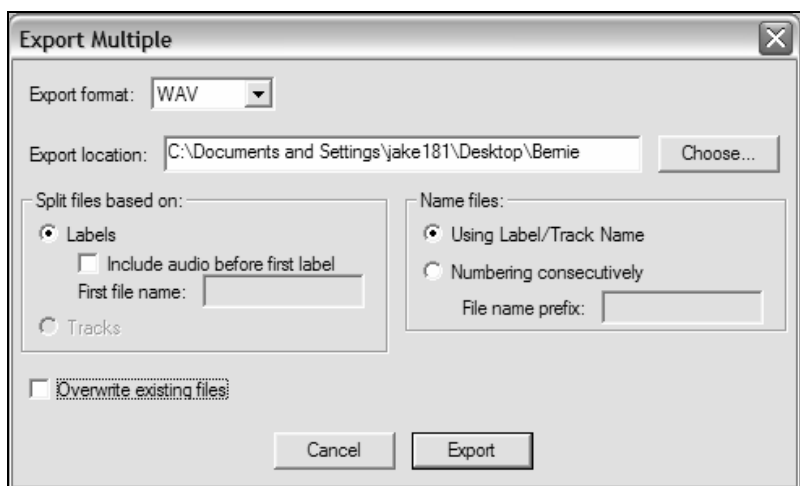 Export Multiple
Export format: WAV
Export location: C:\Documents and Settings\jake181\Desktop\Bernie Choose...
Split files based on:
Labels
Include audio before first label
First file name:
Tracks
Name files:
Using Label/Track Name
Numbering consecutively
File name prefix:
Overwrite existing files
Cancel Export